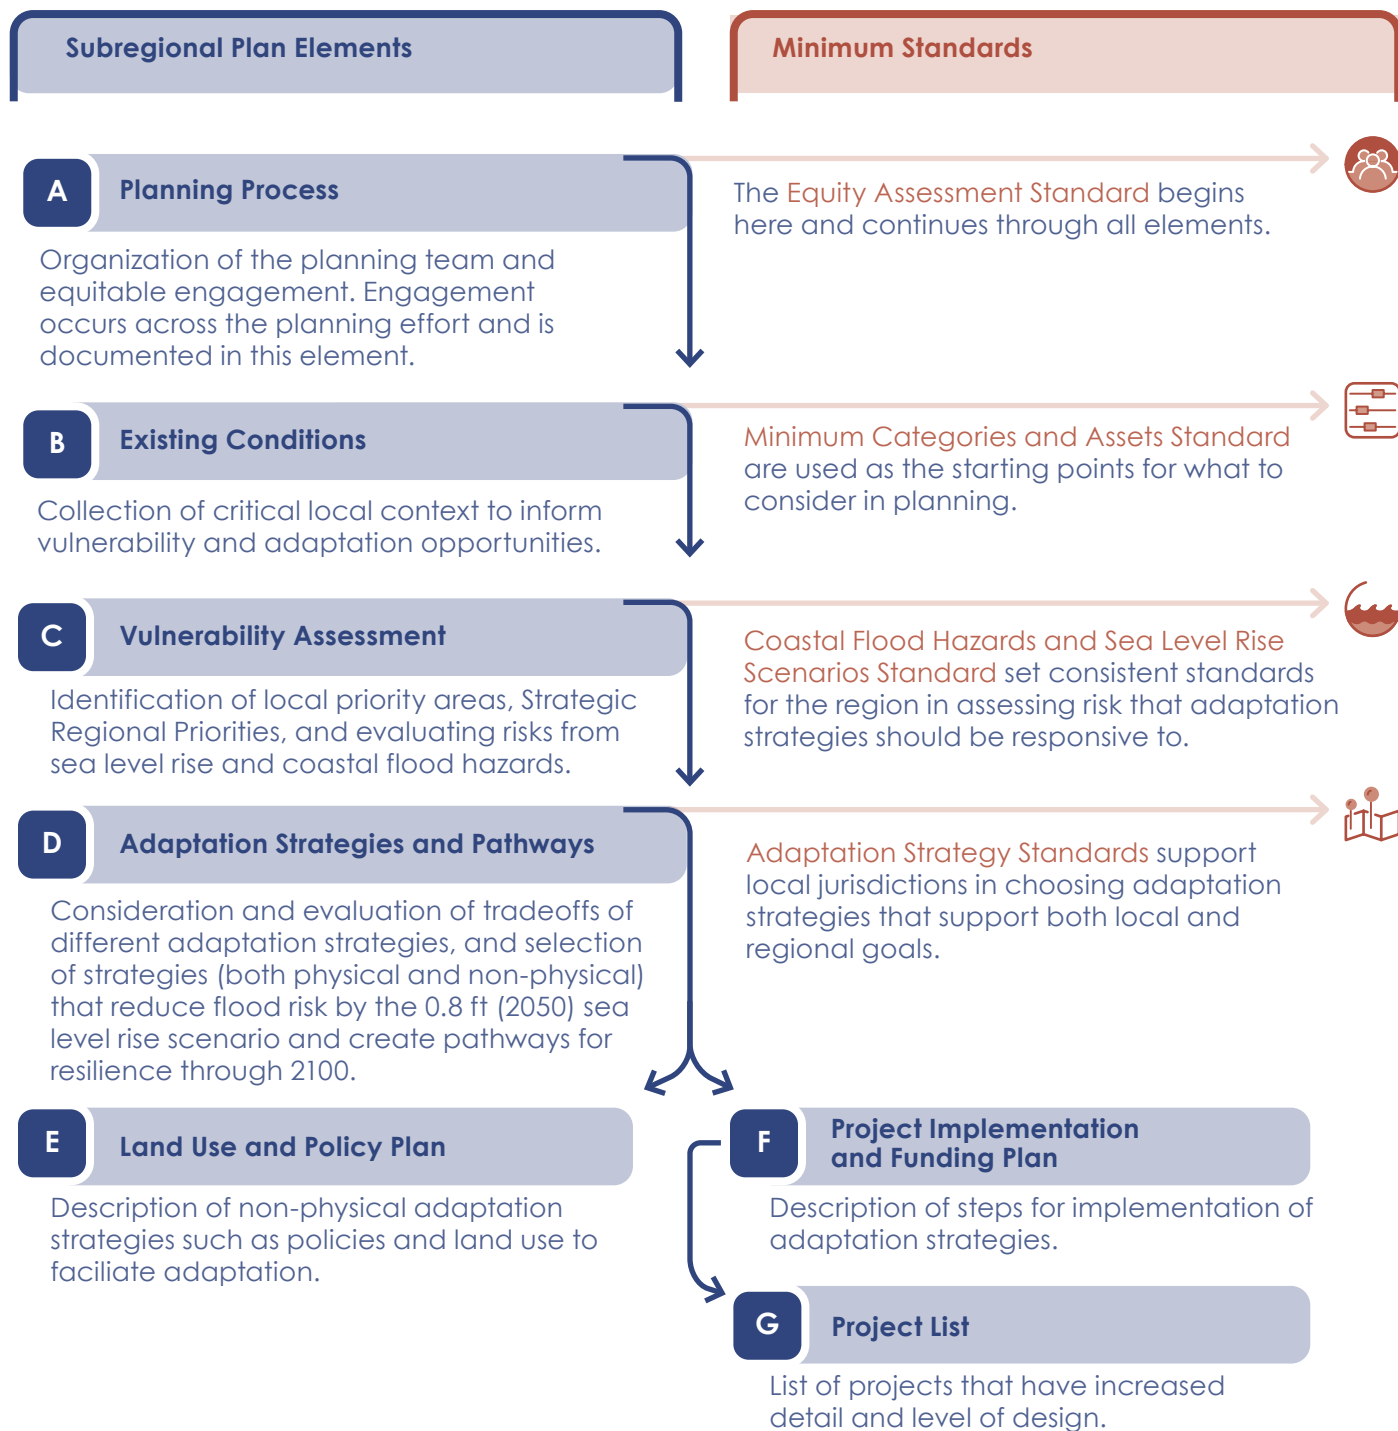 Subregional Plan Elements
Minimum Standards
A
Planning Process
Organization of the planning team and
equitable engagement. Engagement
occurs across the planning effort and is
documented in this element.
The Equity Assessment Standard begins
here and continues through all elements.
B
Existing Conditions
Collection of critical local context to inform
vulnerability and adaptation opportunities.
Minimum Categories and Assets Standard
are used as the starting points for what to
consider in planning.
C
Vulnerability Assessment
Identification of local priority areas, Strategic
Regional Priorities, and evaluating risks from
sea level rise and coastal flood hazards.
Coastal Flood Hazards and Sea Level Rise
Scenarios Standard set consistent standards
for the region in assessing risk that adaptation
strategies should be responsive to.
D
Adaptation Strategies and Pathways
Consideration and evaluation of tradeoffs of
different adaptation strategies, and selection
of strategies (both physical and non-physical)
that reduce flood risk by the 0.8 ft (2050) sea
level rise scenario and create pathways for
resilience through 2100.
Adaptation Strategy Standards support
local jurisdictions in choosing adaptation
strategies that support both local and
regional goals.
E
Land Use and Policy Plan
Description of non-physical adaptation
strategies such as policies and land use to
faciliate adaptation.
F
Project Implementation
and Funding Plan
Description of steps for implementation of
adaptation strategies.
G
Project List
List of projects that have increased
detail and level of design.